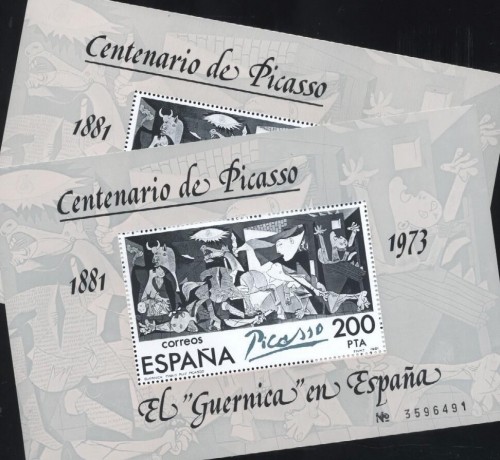 Centenario de Picasso
1881
Centenario de Picasso
1881
1973
correos
Picasso
200
ESPAÑA
PTA
El "Guernica" en España
№ 3596491